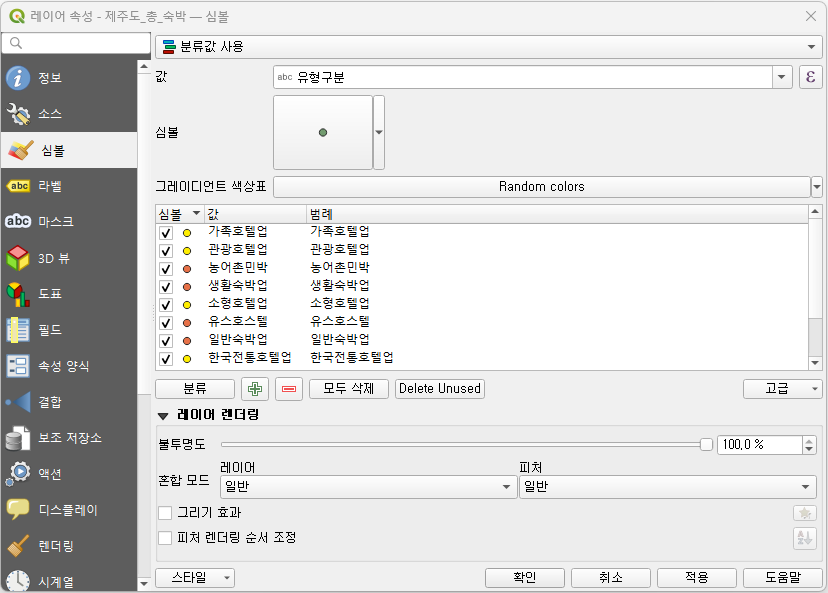 레이어 속성 - 제주도_총_숙박 — 심볼
분류값 사용
정보
소스
심볼
라벨
마스크
3D 뷰
도표
필드
속성 양식
결합
보조 저장소
액션
디스플레이
렌더링
시계열
값
abc 유형구분
ε
심볼
그레이디언트 색상표
Random colors
심볼 값 범례
가족호텔업 가족호텔업
관광호텔업 관광호텔업
농어촌민박 농어촌민박
생활숙박업 생활숙박업
소형호텔업 소형호텔업
유스호스텔 유스호스텔
일반숙박업 일반숙박업
한국전통호텔업 한국전통호텔업
분류 모두 삭제 Delete Unused 고급
레이어 렌더링
불투명도 100,0 %
레이어 피처
혼합 모드 일반 일반
그리기 효과
피처 렌더링 순서 조정
스타일 확인 취소 적용 도움말